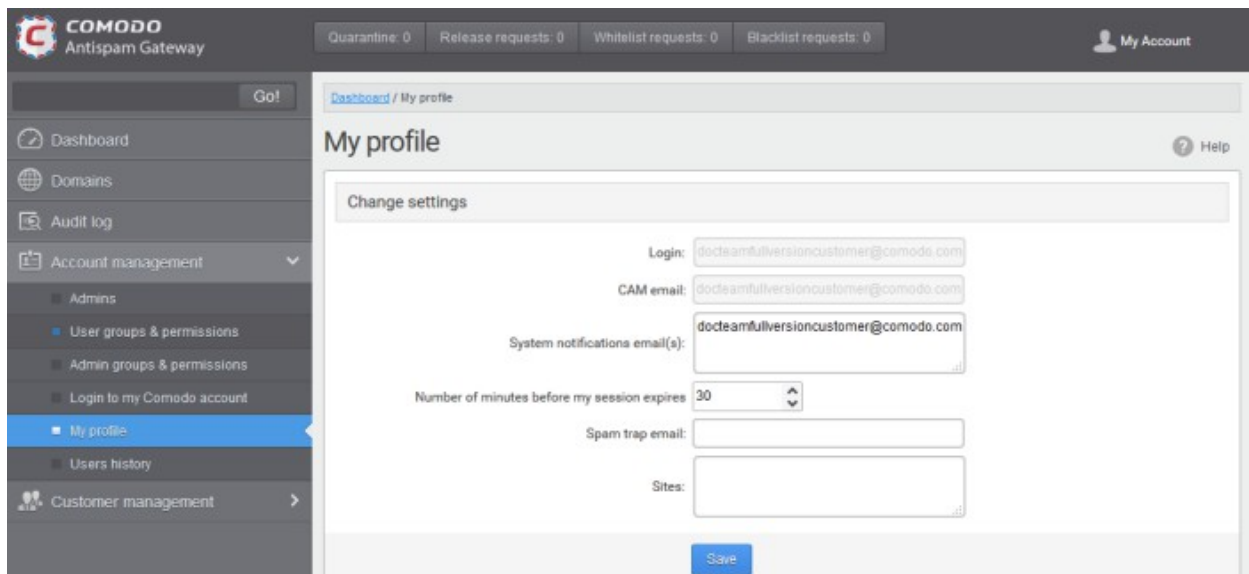 COMODO
Antispam Gateway
Quarantine: 0 Release requests: 0 Whitelist requests: 0 Blacklist requests: 0
My Account
Go!
Dashboard / My profile
Dashboard
Domains
Audit log
Account management
Admins
User groups & permissions
Admin groups & permissions
Login to my Comodo account
My profile
Users history
Customer management
My profile
Help
Change settings
Login: docteamfullversioncustomer@comodo.com
CAM email: docteamfullversioncustomer@comodo.com
System notifications email(s): docteamfullversioncustomer@comodo.com
Number of minutes before my session expires 30
Spam trap email:
Sites:
Save